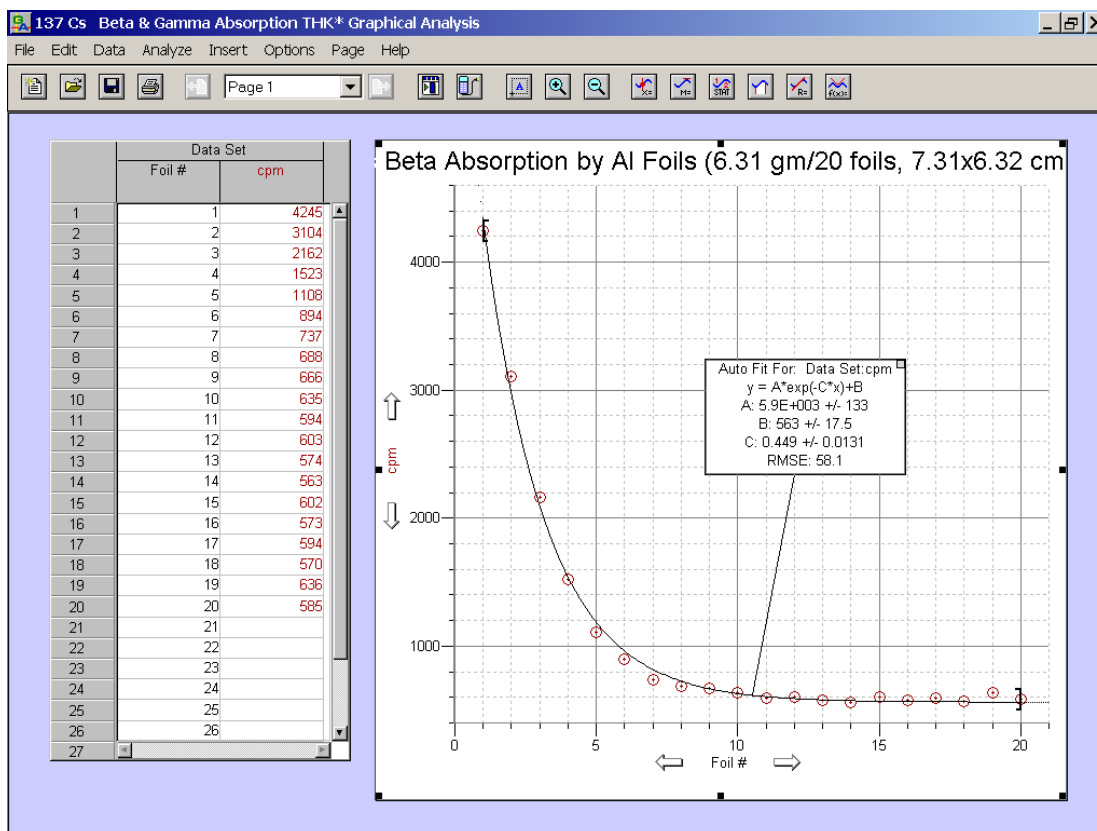 137 Cs Beta & Gamma Absorption THK* Graphical Analysis
File Edit Data Analyze Insert Options Page Help
Page 1
X= M= STAT R= f(x)=
Data Set
Foil # cpm
1 1 4245
2 2 3104
3 3 2162
4 4 1523
5 5 1108
6 6 894
7 7 737
8 8 688
9 9 666
10 10 635
11 11 594
12 12 603
13 13 574
14 14 563
15 15 602
16 16 573
17 17 594
18 18 570
19 19 636
20 20 585
21 21
22 22
23 23
24 24
25 25
26 26
27
Beta Absorption by Al Foils (6.31 gm/20 foils, 7.31x6.32 cm
4000
3000
2000
1000
cpm
Auto Fit For: Data Set:cpm
y = A*exp(-C*x)+B
A: 5.9E+003 +/- 133
B: 563 +/- 17.5
C: 0.449 +/- 0.0131
RMSE: 58.1
0 5 10 15 20
Foil #